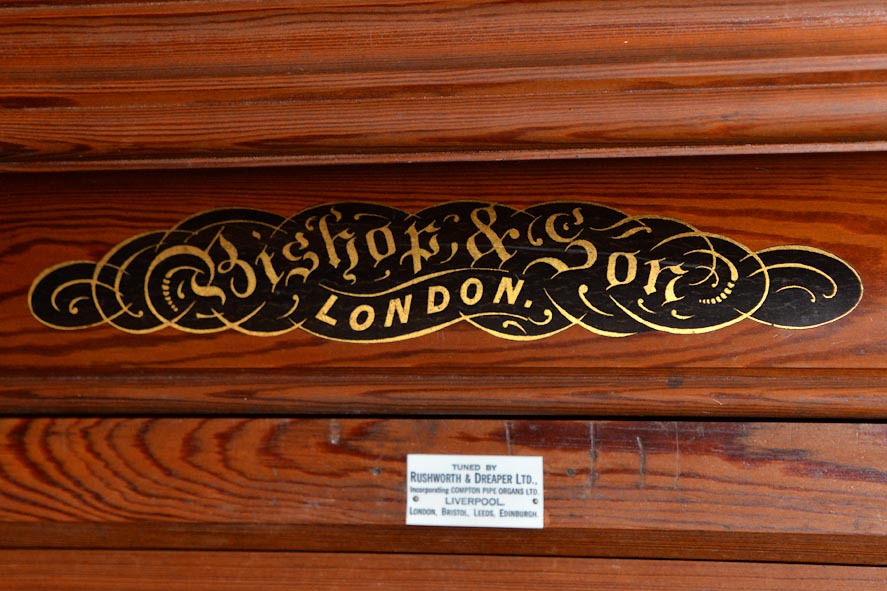 Bishop & Son
LONDON.
TUNED BY
RUSHWORTH & DREAPER LTD.,
Incorporating COMPTON PIPE ORGANS LTD.
LIVERPOOL.
LONDON, BRISTOL, LEEDS, EDINBURGH.